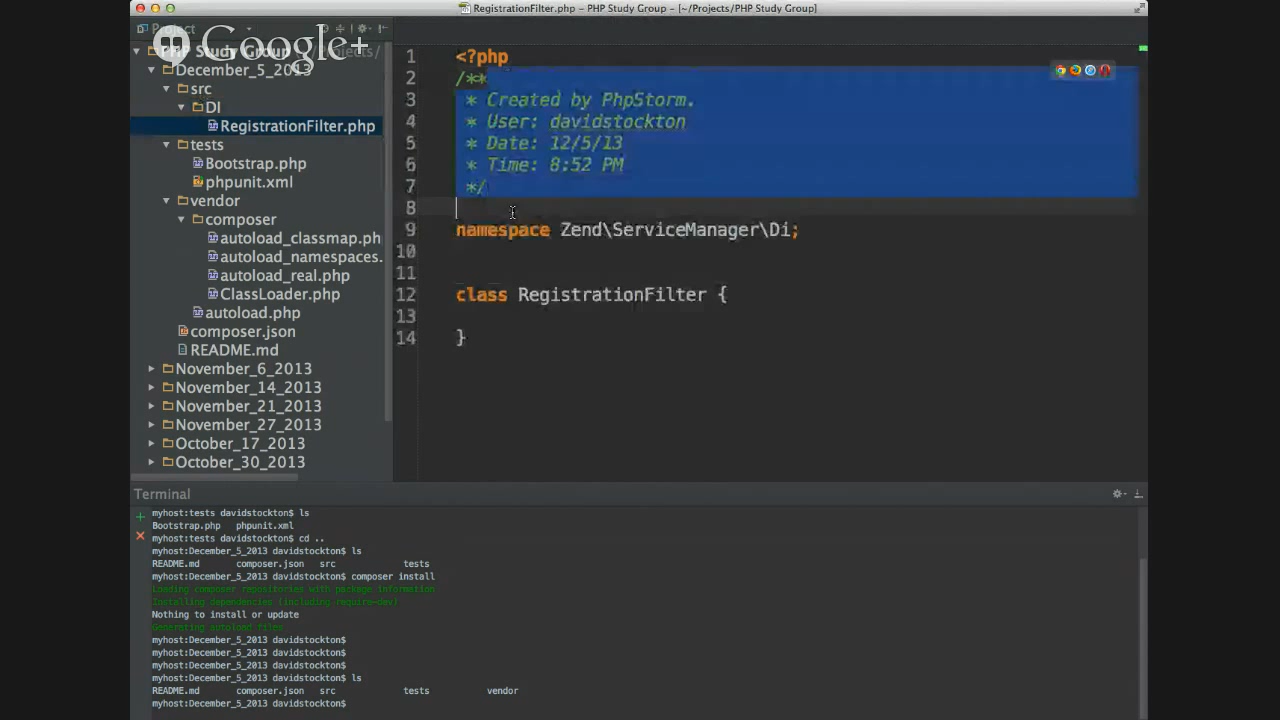 RegistrationFilter.php – PHP Study Group – [~/Projects/PHP Study Group]
Project
Google+
PHP Study Group (~/Projects/
December_5_2013
src
DI
RegistrationFilter.php
tests
Bootstrap.php
phpunit.xml
vendor
composer
autoload_classmap.ph
autoload_namespaces.
autoload_real.php
ClassLoader.php
autoload.php
composer.json
README.md
November_6_2013
November_14_2013
November_21_2013
November_27_2013
October_17_2013
October_30_2013
1 <?php
2 /**
3 * Created by PhpStorm.
4 * User: davidstockton
5 * Date: 12/5/13
6 * Time: 8:52 PM
7 */
8
9 namespace Zend\ServiceManager\Di;
10
11
12 class RegistrationFilter {
13
14 }
Terminal
myhost:tests davidstockton$ ls
Bootstrap.php phpunit.xml
myhost:tests davidstockton$ cd ..
myhost:December_5_2013 davidstockton$ ls
README.md composer.json src tests
myhost:December_5_2013 davidstockton$ composer install
Loading composer repositories with package information
Installing dependencies (including require-dev)
Nothing to install or update
Generating autoload files
myhost:December_5_2013 davidstockton$
myhost:December_5_2013 davidstockton$
myhost:December_5_2013 davidstockton$
myhost:December_5_2013 davidstockton$ ls
README.md composer.json src tests vendor
myhost:December_5_2013 davidstockton$